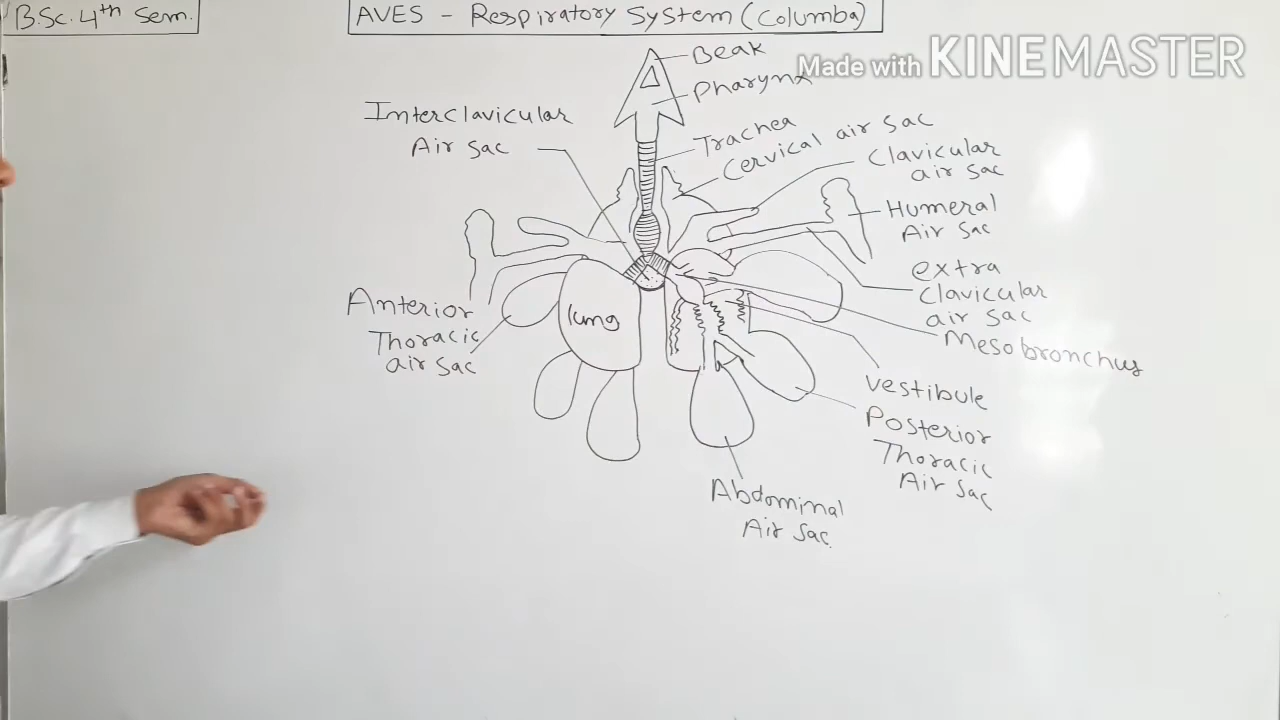 B.Sc. 4th Sem.
AVES - Respiratory System (Columba)
Made with KINEMASTER
Beak
Pharynx
Interclavicular
Air Sac
Trachea
Cervical air Sac
Clavicular
air Sac
Humeral
Air Sac
extra
Clavicular
air Sac
Anterior
Thoracic
air Sac
lung
Mesobronchus
Vestibule
Posterior
Thoracic
Air Sac
Abdominal
Air Sac.